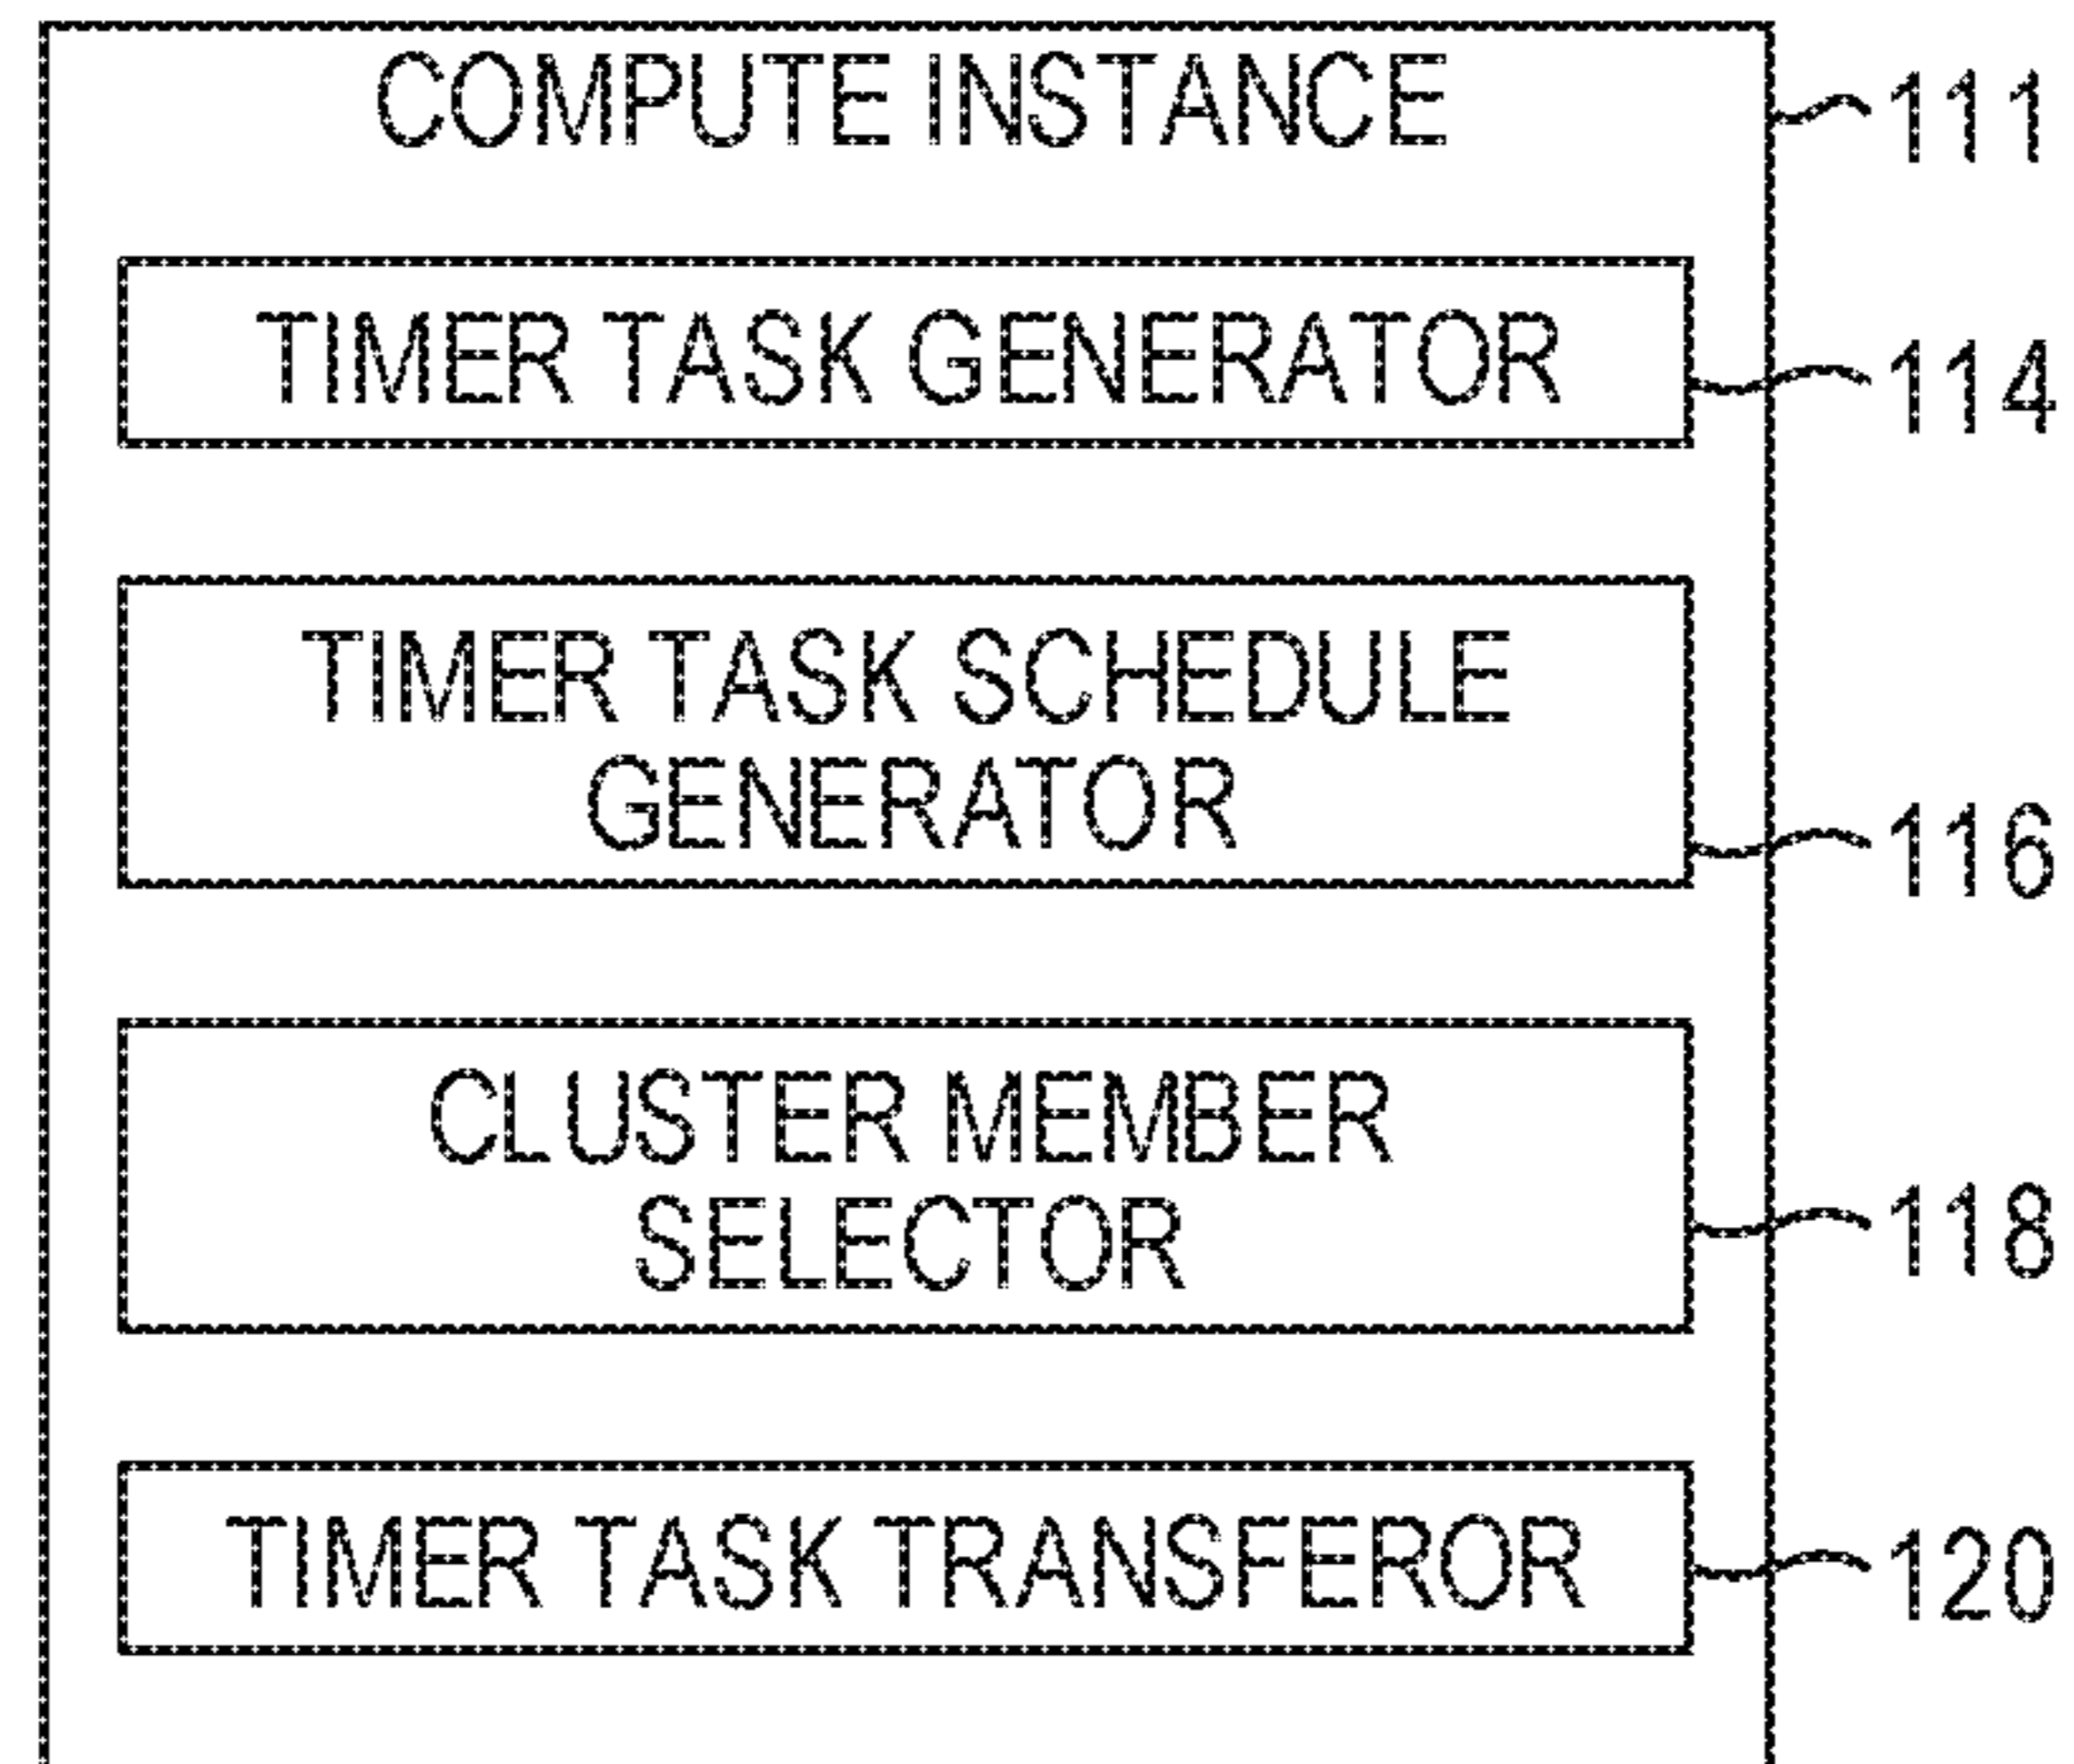 COMPUTE INSTANCE
111
TIMER TASK GENERATOR
114
TIMER TASK SCHEDULE
GENERATOR
116
CLUSTER MEMBER
SELECTOR
118
TIMER TASK TRANSFEROR
120